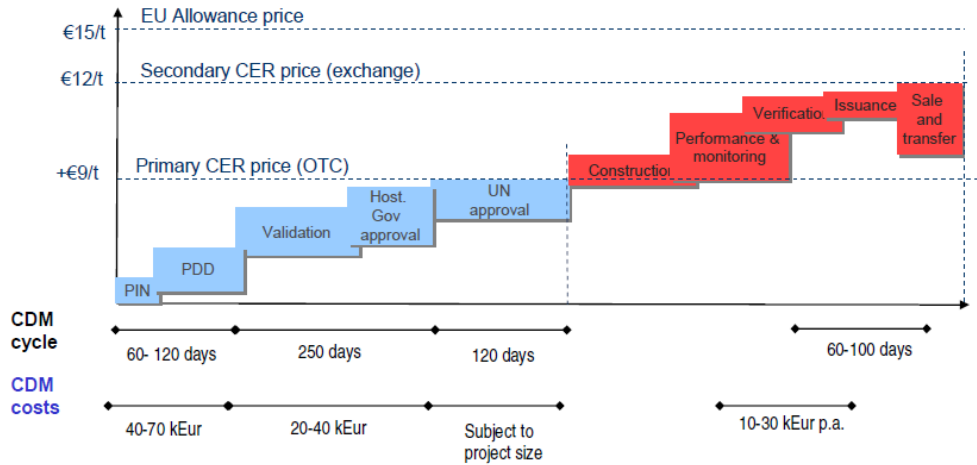 EU Allowance price
€15/t
Secondary CER price (exchange)
€12/t
Issuance
Sale
and
transfer
Verification
Performance &
monitoring
Primary CER price (OTC)
+€9/t
Construction
UN
approval
Host.
Gov
approval
Validation
PDD
PIN
CDM
cycle
60- 120 days
250 days
120 days
60-100 days
CDM
costs
40-70 kEur
20-40 kEur
Subject to
project size
10-30 kEur p.a.